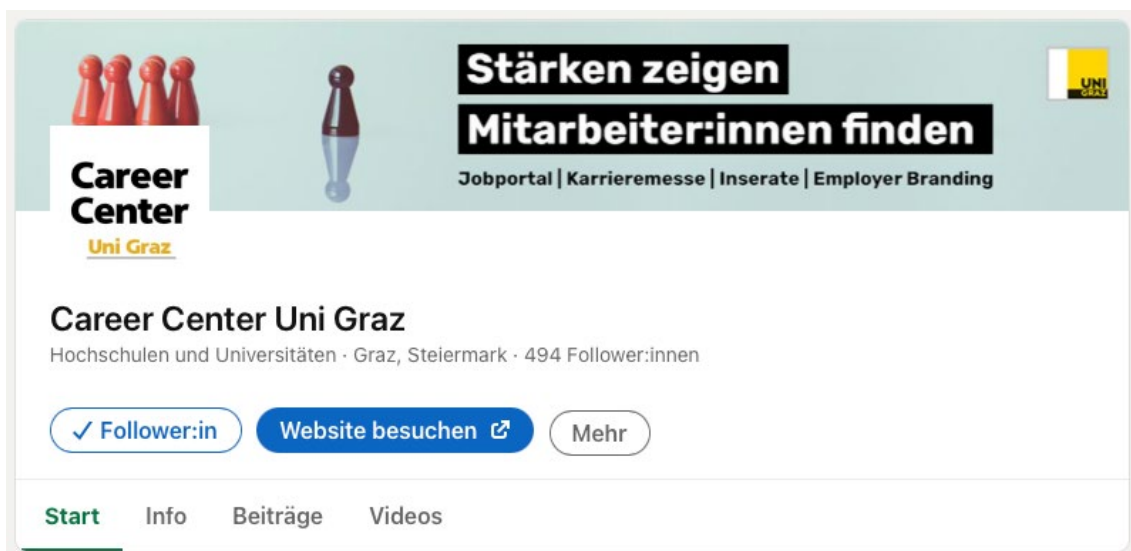 Stärken zeigen
Mitarbeiter:innen finden
Jobportal | Karrieremesse | Inserate | Employer Branding
UNI
GRAZ
Career
Center
Uni Graz
Career Center Uni Graz
Hochschulen und Universitäten · Graz, Steiermark · 494 Follower:innen
✓ Follower:in Website besuchen Mehr
Start Info Beiträge Videos